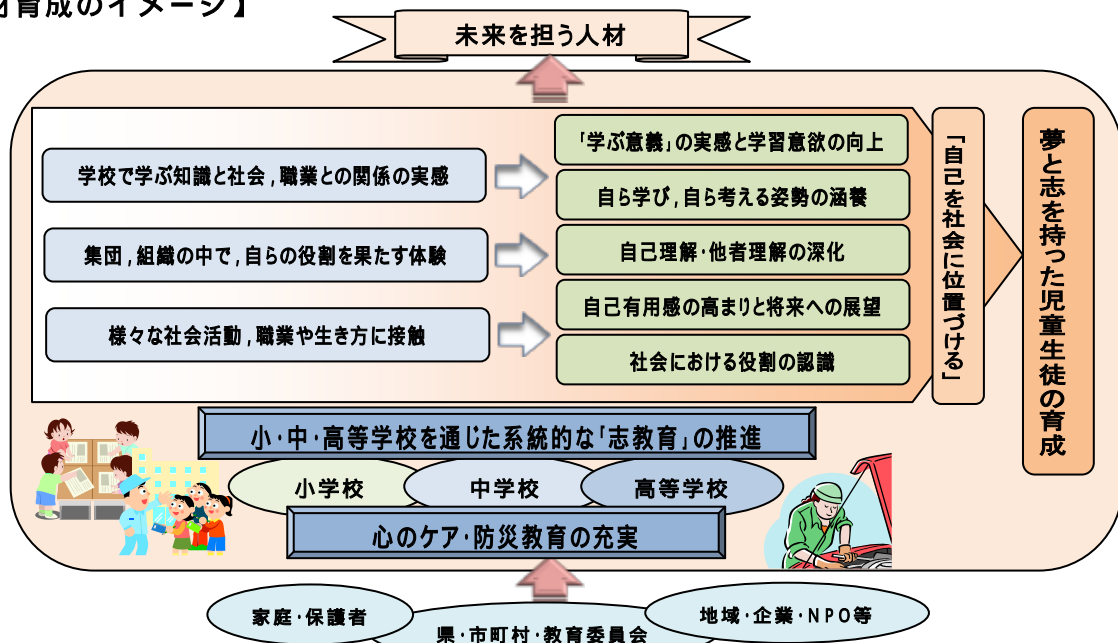 材育成のイメージ】
未来を担う人材
学校で学ぶ知識と社会,職業との関係の実感
集団,組織の中で,自らの役割を果たす体験
様々な社会活動,職業や生き方に接触
「学ぶ意義」の実感と学習意欲の向上
自ら学び,自ら考える姿勢の涵養
自己理解・他者理解の深化
自己有用感の高まりと将来への展望
社会における役割の認識
「自己を社会に位置づける」
夢と志を持った児童生徒の育成
小・中・高等学校を通じた系統的な「志教育」の推進
小学校
中学校
高等学校
心のケア・防災教育の充実
家庭・保護者
県・市町村・教育委員会
地域・企業・NPO等